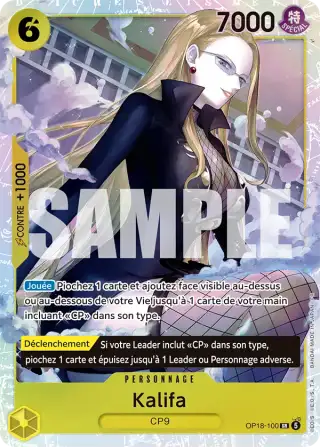 6
7000
特
SPECIAL
CONTRE +1000
SAMPLE
Jouée Piochez 1 carte et ajoutez face visible au-dessus
ou au-dessous de votre Vie jusqu'à 1 carte de votre main
incluant «CP» dans son type.
Déclenchement Si votre Leader inclut «CP» dans son type,
piochez 1 carte et épuisez jusqu'à 1 Leader ou Personnage adverse.
PERSONNAGE
Kalifa
CP9
OP18-100 SR 5